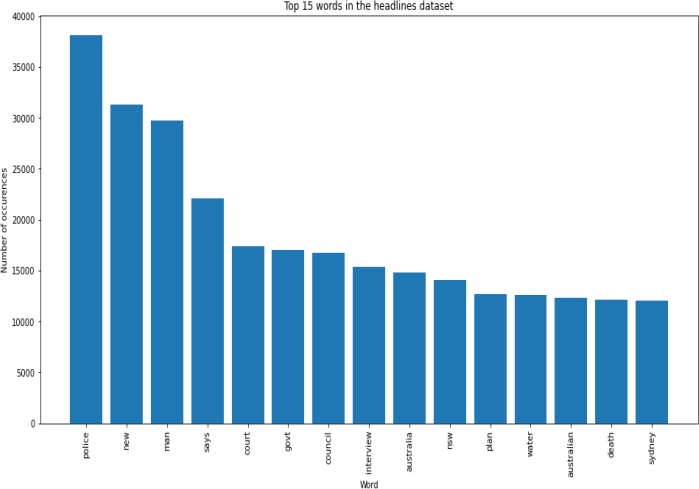 Top 15 words in the headlines dataset
40000
35000
30000
25000
20000
15000
10000
5000
0
Number of occurences
police
new
man
says
court
govt
council
interview
australia
nsw
plan
water
australian
death
sydney
Word